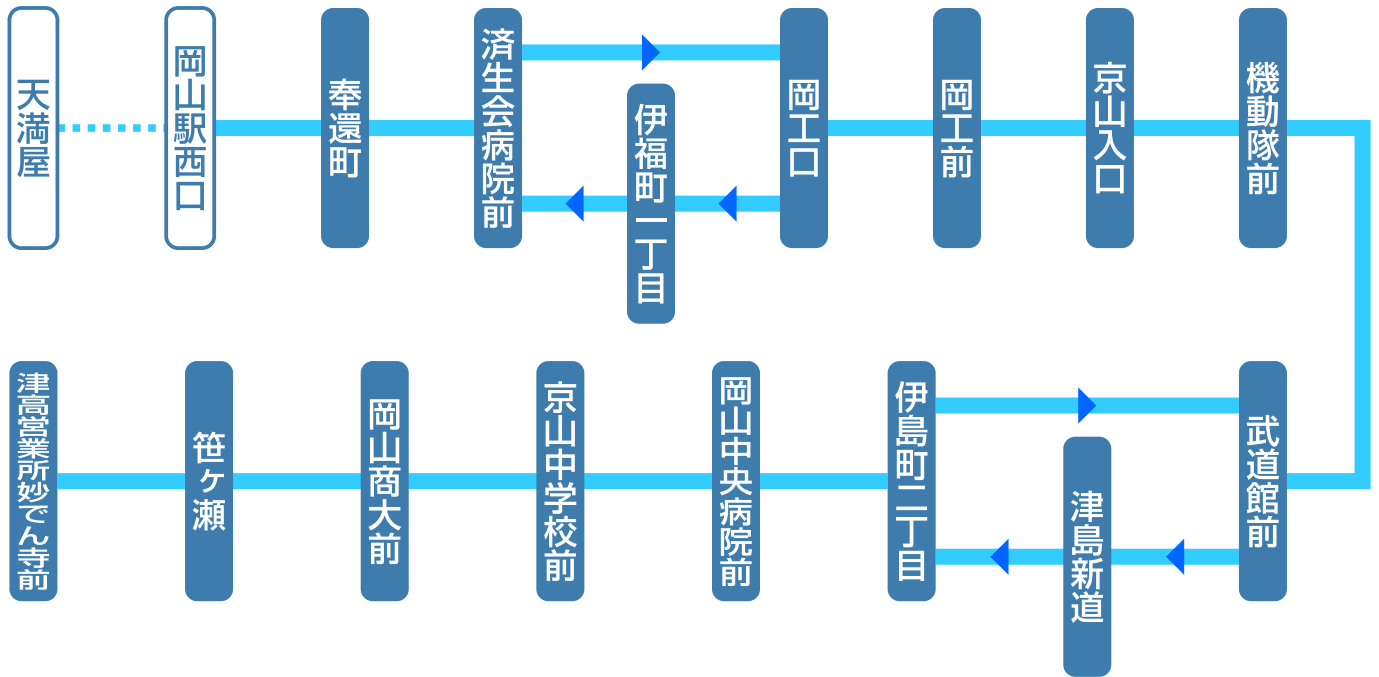 天満屋
岡山駅西口
奉還町
済生会病院前
伊福町一丁目
岡工口
岡工前
京山入口
機動隊前
津高営業所妙でん寺前
笹ヶ瀬
岡山商大前
京山中学校前
岡山中央病院前
伊島町二丁目
津島新道
武道館前